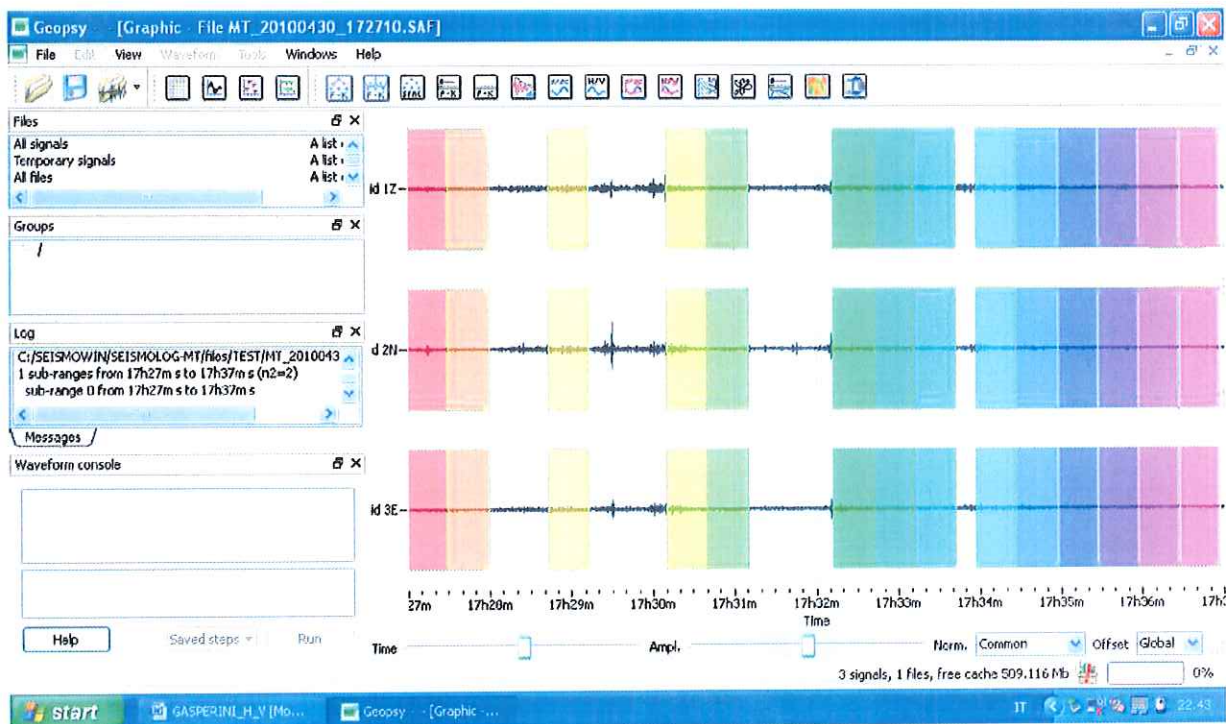 Geopsy - - [Graphic - File MT_20100430_172710.SAF]
File Edit View Waveform Tools Windows Help
Files
All signals A list
Temporary signals A list
All files A list
Groups
/
Log
C:/SEISMOWIN/SEISMOLOG-MT/files/TEST/MT_2010043
1 sub-ranges from 17h27m s to 17h37m s (n2=2)
sub-range 0 from 17h27m s to 17h37m s
Messages
Waveform console
Help Saved steps Run
id 1Z
d 2N
id 3E
27m 17h28m 17h29m 17h30m 17h31m 17h32m 17h33m 17h34m 17h35m 17h36m 17h3
Time
Time Ampl. Norm. Common Offset Global
3 signals, 1 files, free cache 509.116 Mb 0%
start GASPERINI_H_V [Mo... Geopsy - - [Graphic -... IT 22.43